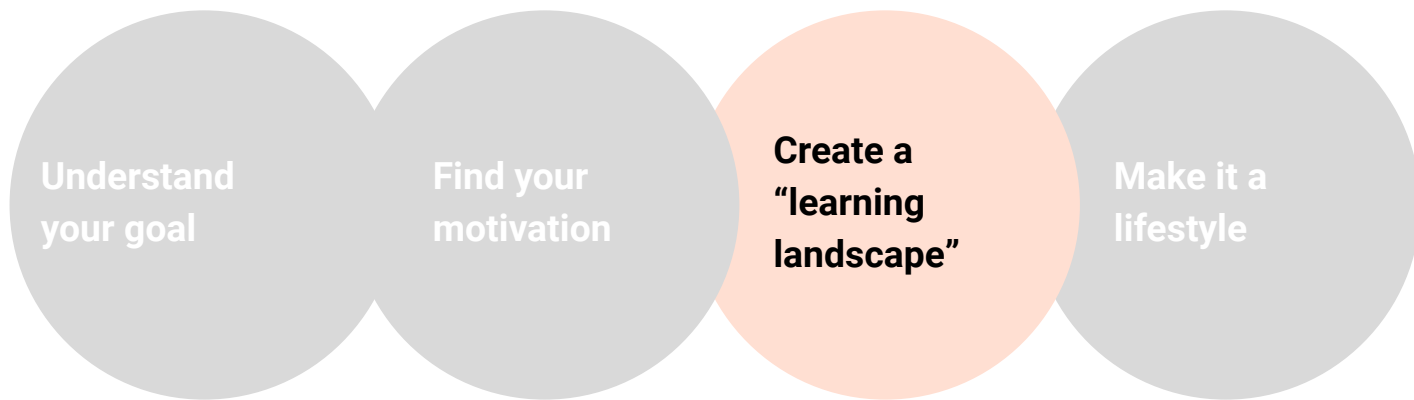 Understand
your goal
Find your
motivation
Create a
“learning
landscape”
Make it a
lifestyle